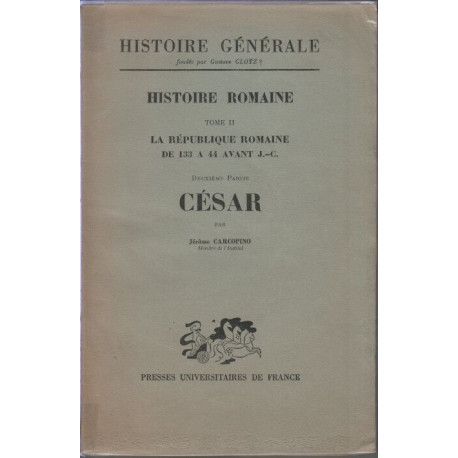 HISTOIRE GÉNÉRALE
fondée par Gustave GLOTZ †
HISTOIRE ROMAINE
TOME II
LA RÉPUBLIQUE ROMAINE
DE 133 A 44 AVANT J.-C.
DEUXIÈME PARTIE
CÉSAR
PAR
Jérôme CARCOPINO
Membre de l'Institut
PRESSES UNIVERSITAIRES DE FRANCE